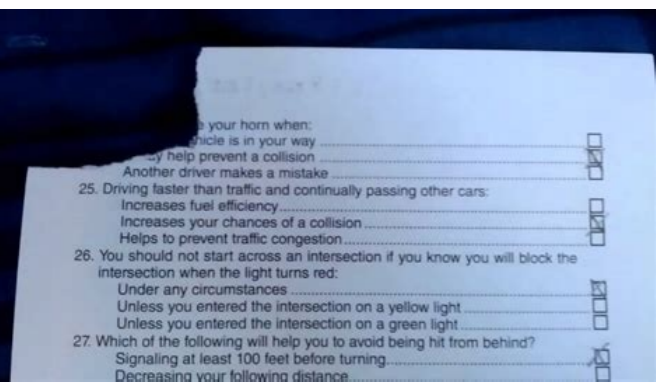 your horn when:
is in your way
help prevent a collision
Another driver makes a mistake
25. Driving faster than traffic and continually passing other cars:
Increases fuel efficiency
Increases your chances of a collision
Helps to prevent traffic congestion
26. You should not start across an intersection if you know you will block the
intersection when the light turns red:
Under any circumstances
Unless you entered the intersection on a yellow light
Unless you entered the intersection on a green light
27. Which of the following will help you to avoid being hit from behind?
Signaling at least 100 feet before turning
Decreasing your following distance